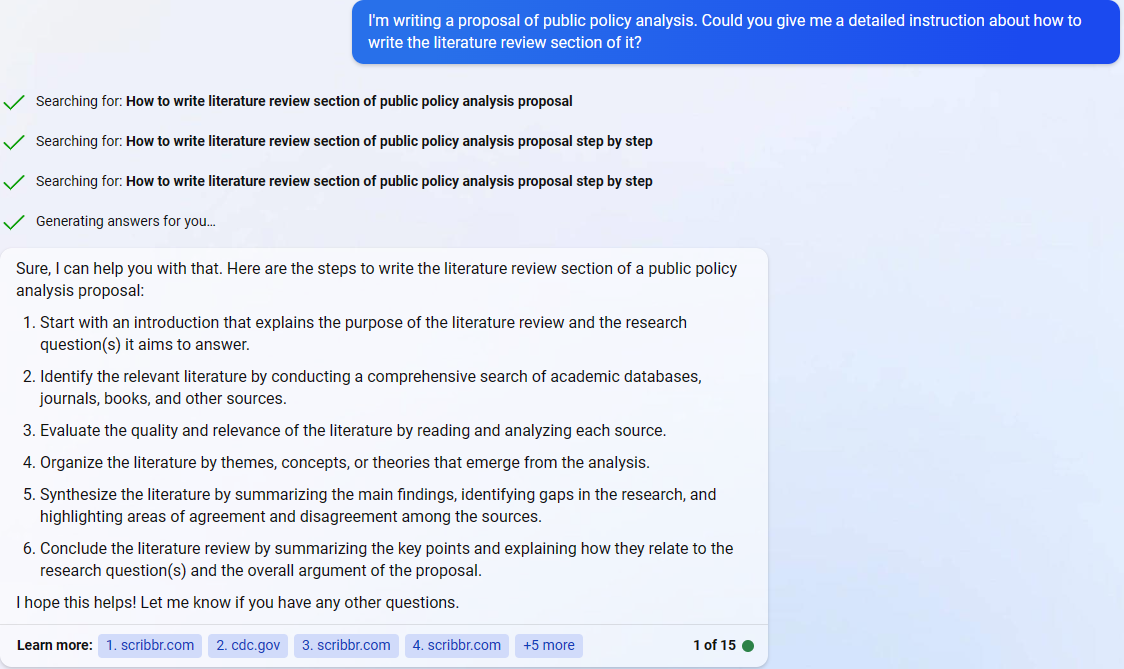 I'm writing a proposal of public policy analysis. Could you give me a detailed instruction about how to
write the literature review section of it?
Searching for: How to write literature review section of public policy analysis proposal
Searching for: How to write literature review section of public policy analysis proposal step by step
Searching for: How to write literature review section of public policy analysis proposal step by step
Generating answers for you…
Sure, I can help you with that. Here are the steps to write the literature review section of a public policy
analysis proposal:
1. Start with an introduction that explains the purpose of the literature review and the research
question(s) it aims to answer.
2. Identify the relevant literature by conducting a comprehensive search of academic databases,
journals, books, and other sources.
3. Evaluate the quality and relevance of the literature by reading and analyzing each source.
4. Organize the literature by themes, concepts, or theories that emerge from the analysis.
5. Synthesize the literature by summarizing the main findings, identifying gaps in the research, and
highlighting areas of agreement and disagreement among the sources.
6. Conclude the literature review by summarizing the key points and explaining how they relate to the
research question(s) and the overall argument of the proposal.
I hope this helps! Let me know if you have any other questions.
Learn more: 1. scribbr.com 2. cdc.gov 3. scribbr.com 4. scribbr.com +5 more 1 of 15